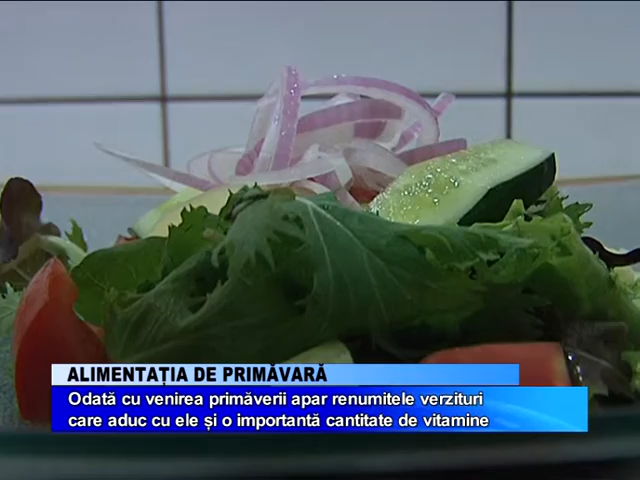 ALIMENTAȚIA DE PRIMĂVARĂ
Odată cu venirea primăverii apar renumitele verzituri
care aduc cu ele și o importantă cantitate de vitamine